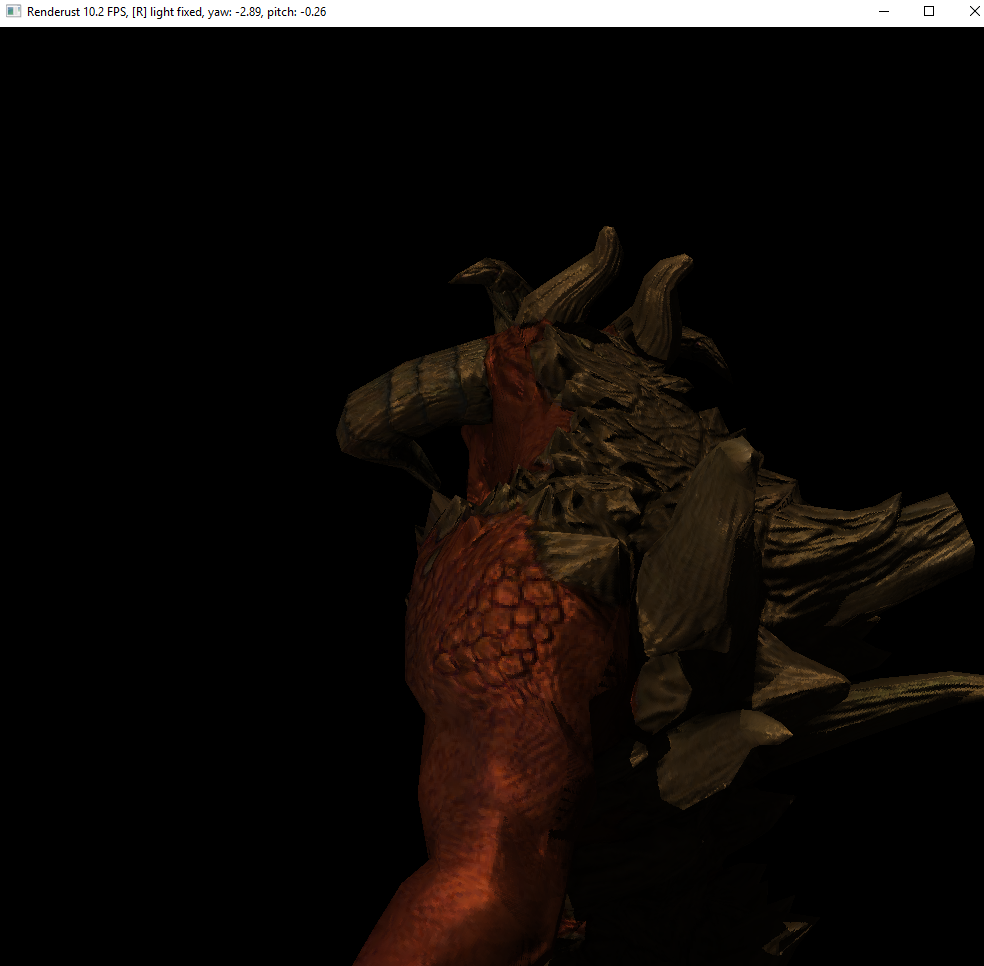 Renderust 10.2 FPS, [R] light fixed, yaw: -2.89, pitch: -0.26